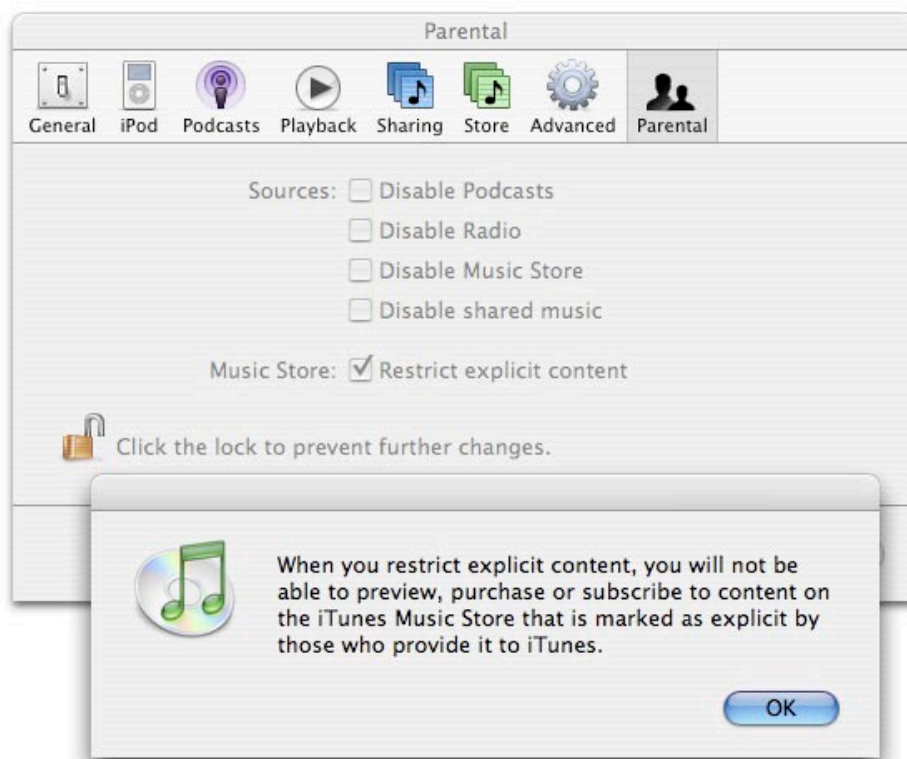 Parental
General iPod Podcasts Playback Sharing Store Advanced Parental
Sources: Disable Podcasts
Disable Radio
Disable Music Store
Disable shared music
Music Store: Restrict explicit content
Click the lock to prevent further changes.
When you restrict explicit content, you will not be
able to preview, purchase or subscribe to content on
the iTunes Music Store that is marked as explicit by
those who provide it to iTunes.
OK